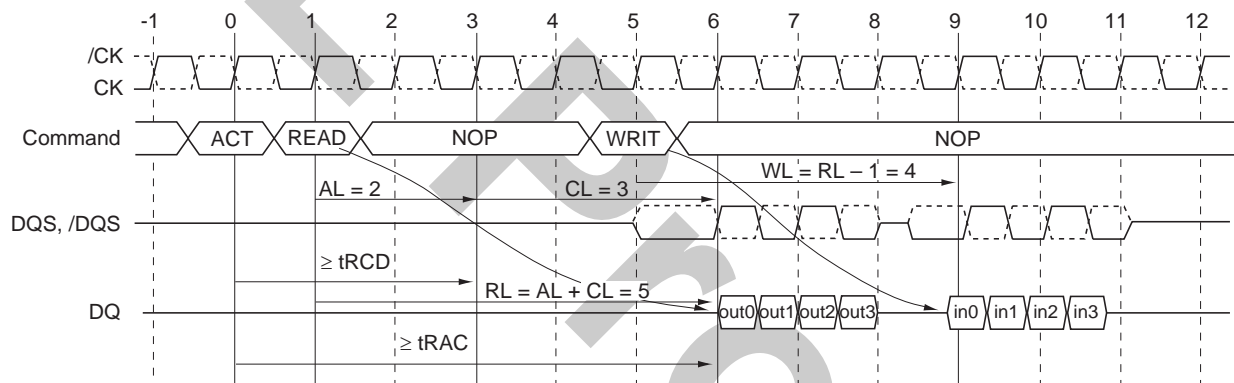 -1 0 1 2 3 4 5 6 7 8 9 10 11 12
/CK
CK
Command ACT READ NOP WRIT NOP
WL = RL – 1 = 4
AL = 2 CL = 3
DQS, /DQS
≥ tRCD
RL = AL + CL = 5
DQ out0 out1 out2 out3 in0 in1 in2 in3
≥ tRAC